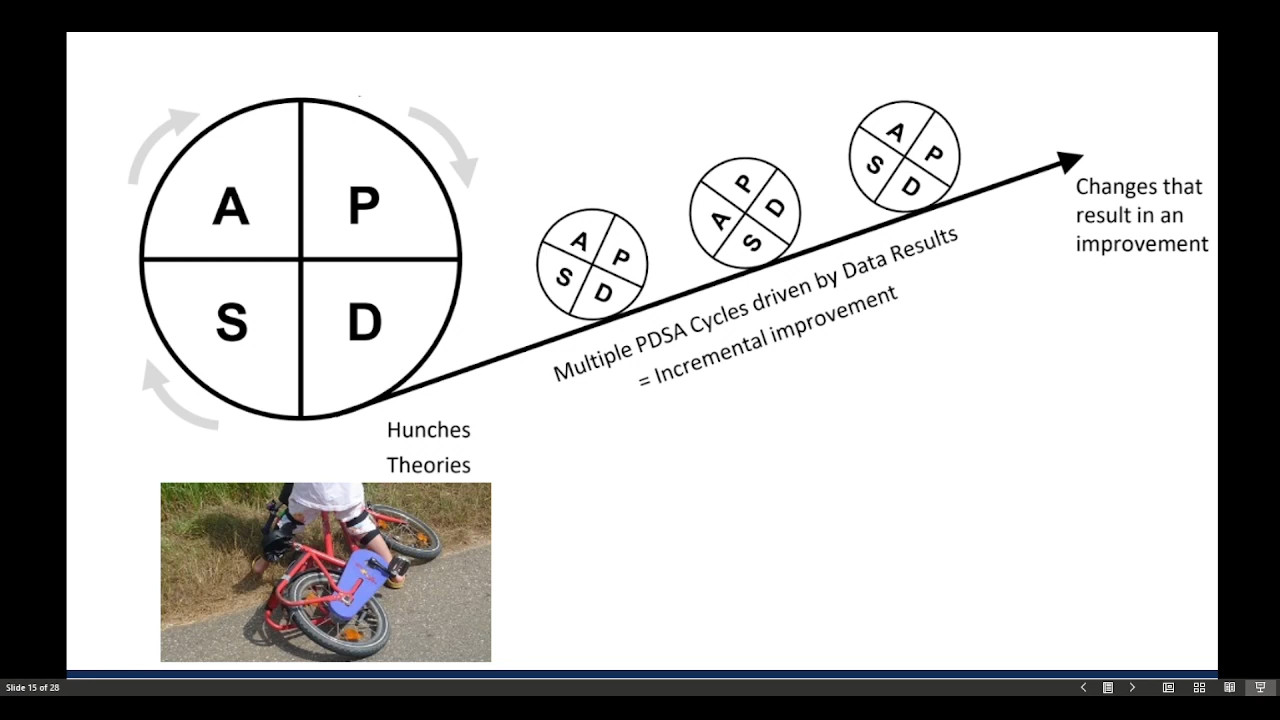 A P
S D
A P
S D
P
A D
S
A P
S D
Changes that
result in an
improvement
Multiple PDSA Cycles driven by Data Results
= Incremental improvement
Hunches
Theories
Slide 15 of 28